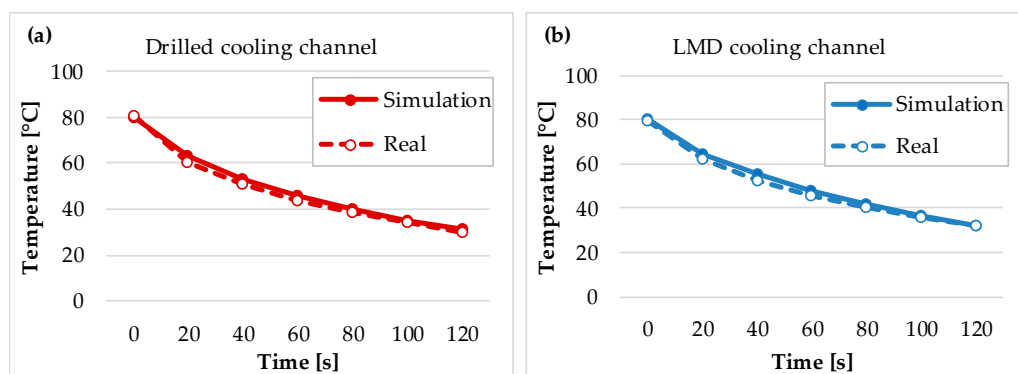 (a)
Drilled cooling channel
100
80
60
40
20
0
Temperature [°C]
Simulation
Real
0 20 40 60 80 100 120
Time [s]
(b)
LMD cooling channel
100
80
60
40
20
0
Temperature [°C]
Simulation
Real
0 20 40 60 80 100 120
Time [s]